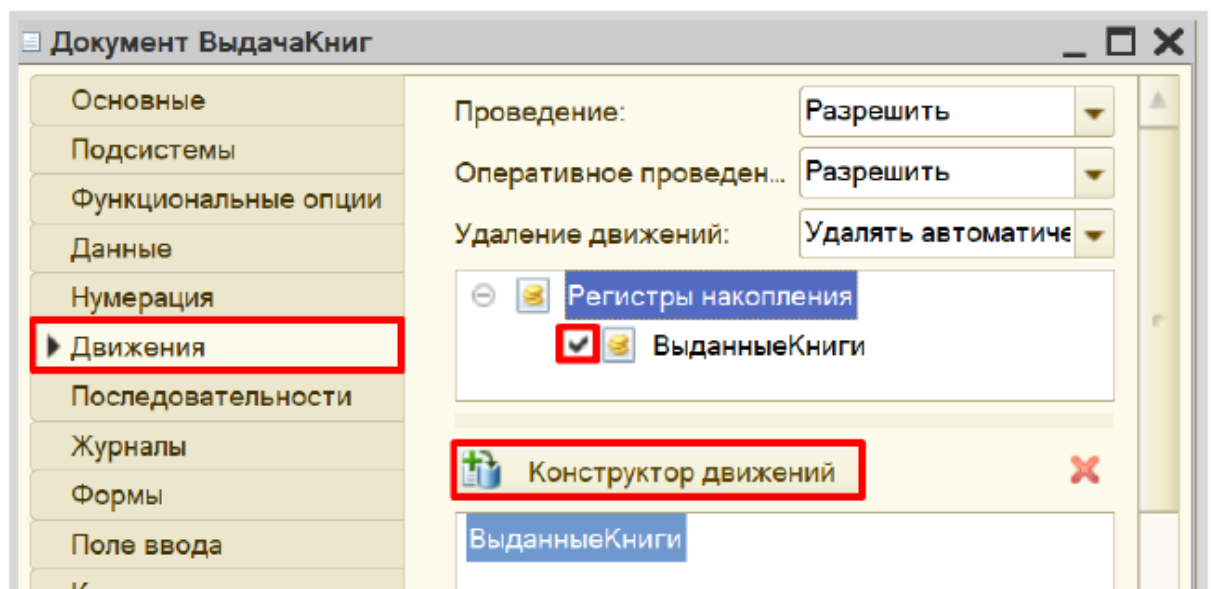 Документ ВыдачаКниг
Основные
Подсистемы
Функциональные опции
Данные
Нумерация
Движения
Последовательности
Журналы
Формы
Поле ввода
Проведение: Разрешить
Оперативное проведен... Разрешить
Удаление движений: Удалять автоматиче
Регистры накопления
ВыданныеКниги
Конструктор движений
ВыданныеКниги